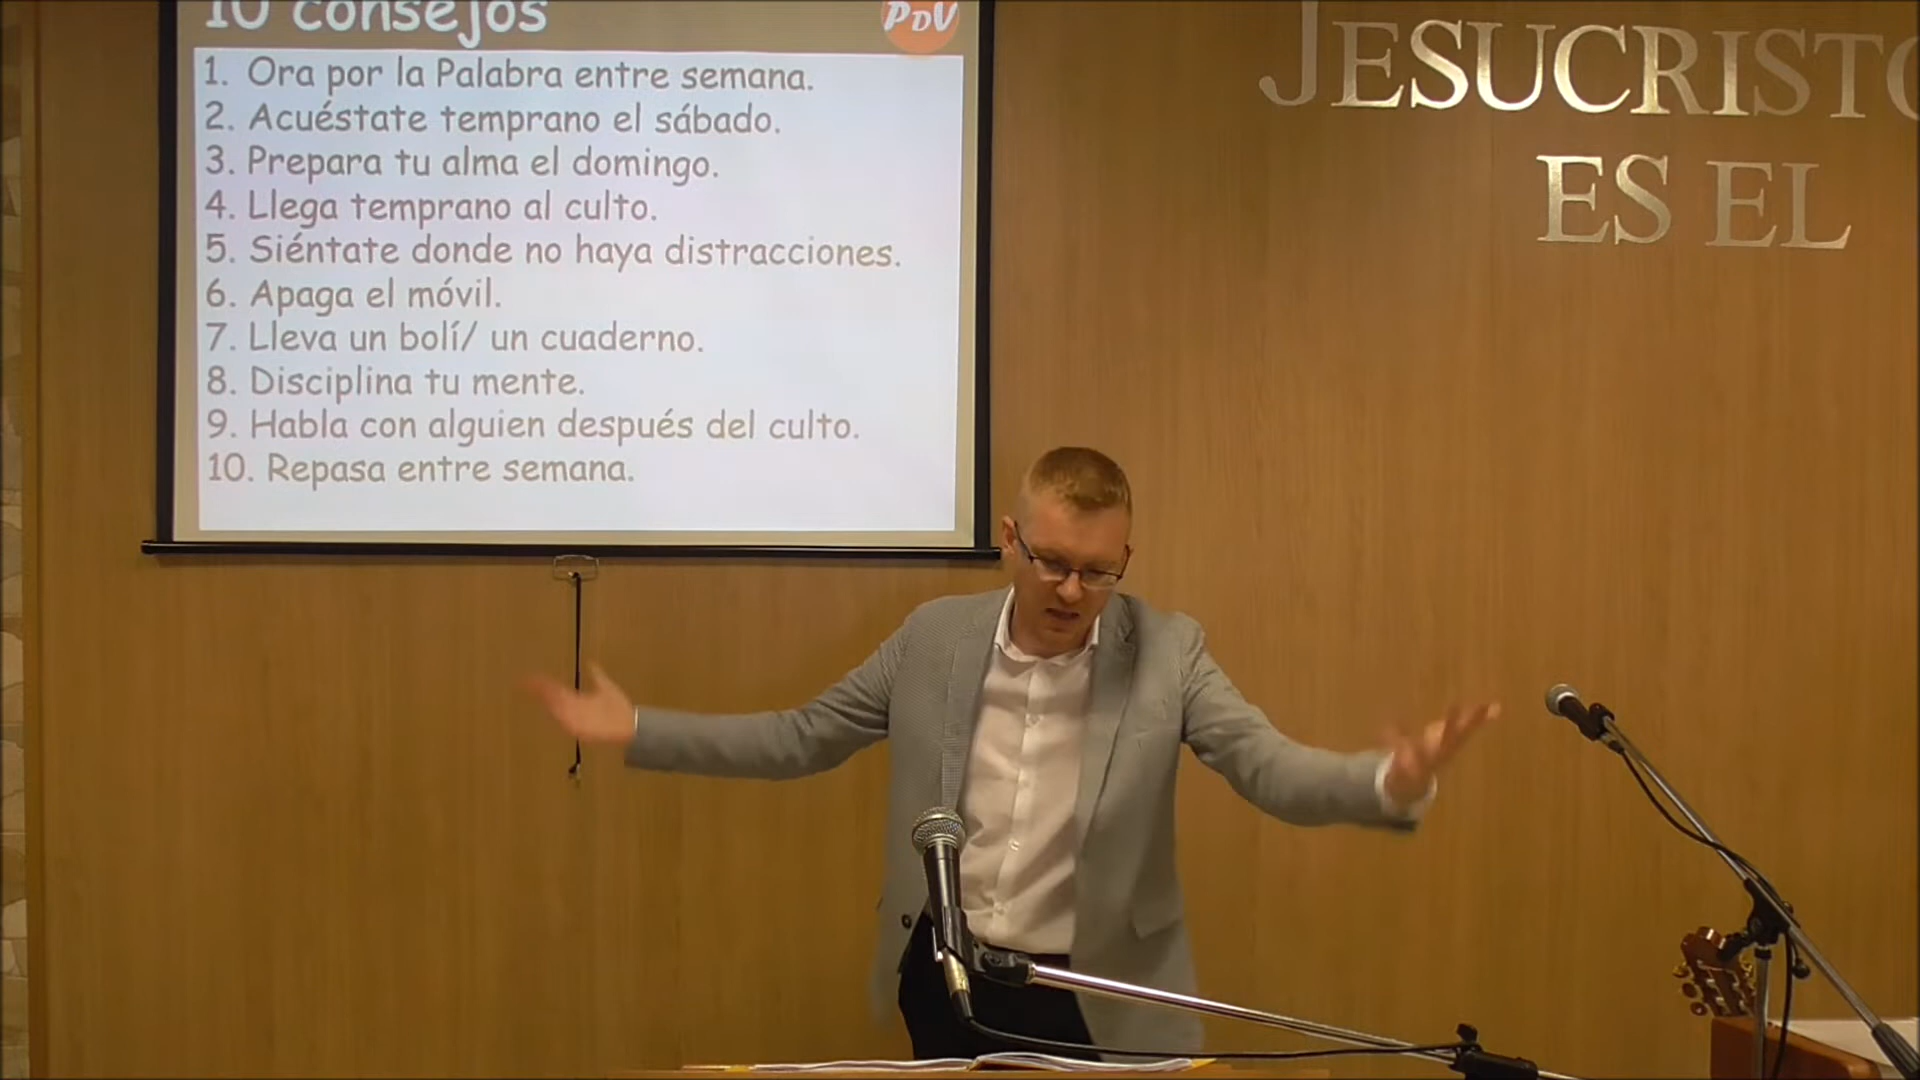 10 consejos
PDV
1. Ora por la Palabra entre semana.
2. Acuéstate temprano el sábado.
3. Prepara tu alma el domingo.
4. Llega temprano al culto.
5. Siéntate donde no haya distracciones.
6. Apaga el móvil.
7. Lleva un bolí/ un cuaderno.
8. Disciplina tu mente.
9. Habla con alguien después del culto.
10. Repasa entre semana.
JESUCRISTO
ES EL